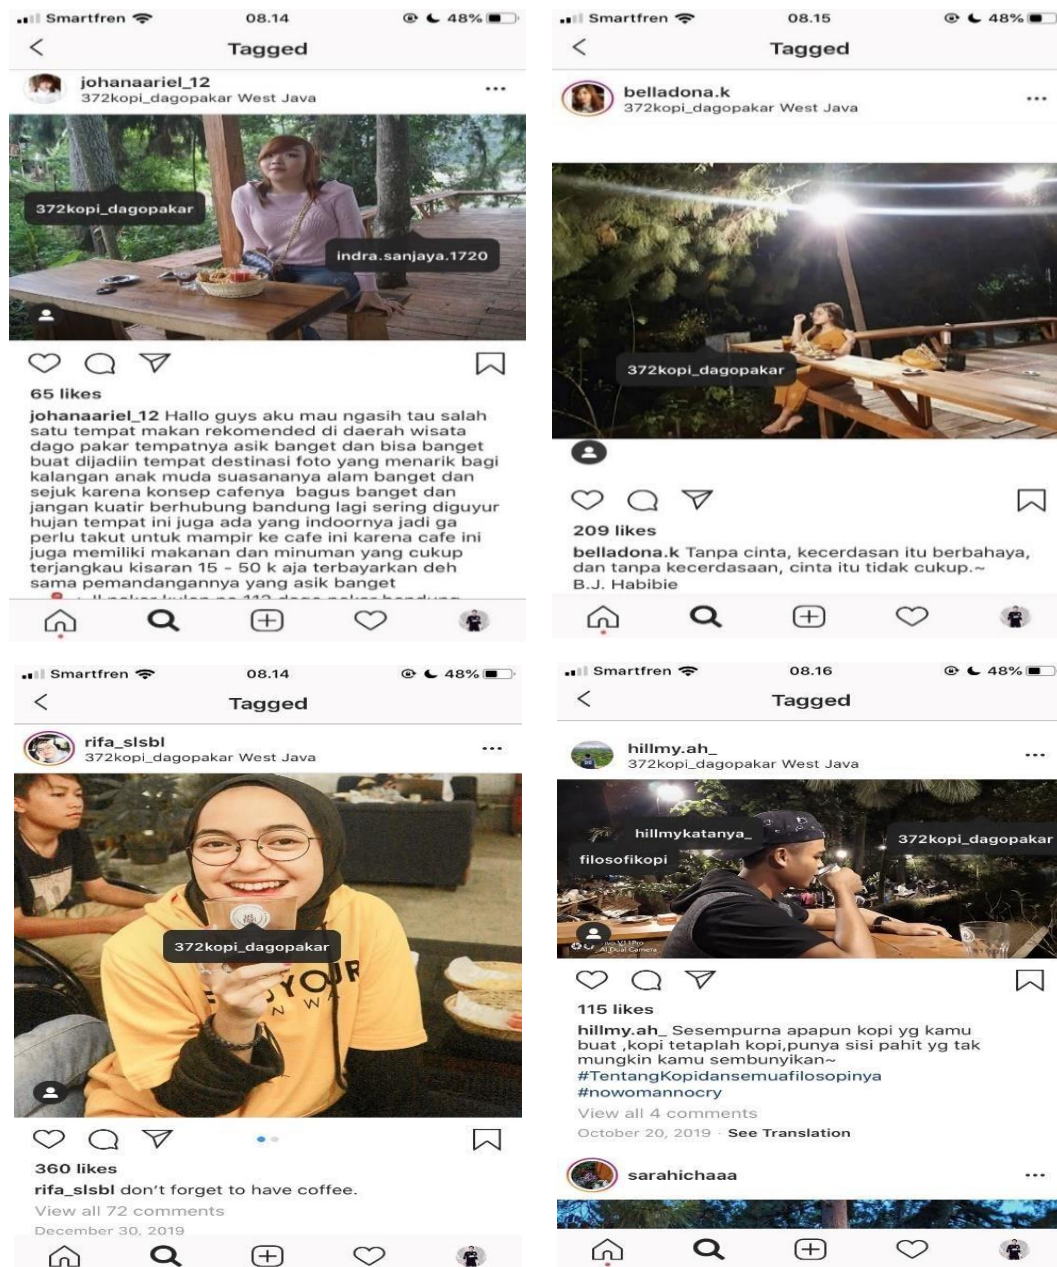 Smartfren 08.14 48%
Tagged
johanaariel_12
372kopi_dagopakar West Java
372kopi_dagopakar
indra.sanjaya.1720
65 likes
johanaariel_12 Hallo guys aku mau ngasih tau salah
satu tempat makan rekomended di daerah wisata
dago pakar tempatnya asik banget dan bisa banget
buat dijadiin tempat destinasi foto yang menarik bagi
kalangan anak muda suasananya alam banget dan
sejuk karena konsep cafenya bagus banget dan
jangan kuatir berhubung bandung lagi sering diguyur
hujan tempat ini juga ada yang indoornya jadi ga
perlu takut untuk mampir ke cafe ini karena cafe ini
juga memiliki makanan dan minuman yang cukup
terjangkau kisaran 15 - 50 k aja terbayarkan deh
sama pemandangannya yang asik banget
Smartfren 08.15 48%
Tagged
belladona.k
372kopi_dagopakar West Java
372kopi_dagopakar
209 likes
belladona.k Tanpa cinta, kecerdasan itu berbahaya,
dan tanpa kecerdasaan, cinta itu tidak cukup.~
B.J. Habibie
Smartfren 08.14 48%
Tagged
rifa_slsbl
372kopi_dagopakar West Java
372kopi_dagopakar
360 likes
rifa_slsbl don't forget to have coffee.
View all 72 comments
December 30, 2019
Smartfren 08.16 48%
Tagged
hillmy.ah_
372kopi_dagopakar West Java
hillmykatanya_
372kopi_dagopakar
filosofikopi
AI Dual Camera
115 likes
hillmy.ah_ Sesempurna apapun kopi yg kamu
buat ,kopi tetaplah kopi,punya sisi pahit yg tak
mungkin kamu sembunyikan~
#TentangKopidansemuafilosopinya
#nowomannocry
View all 4 comments
October 20, 2019 · See Translation
sarahichaaa